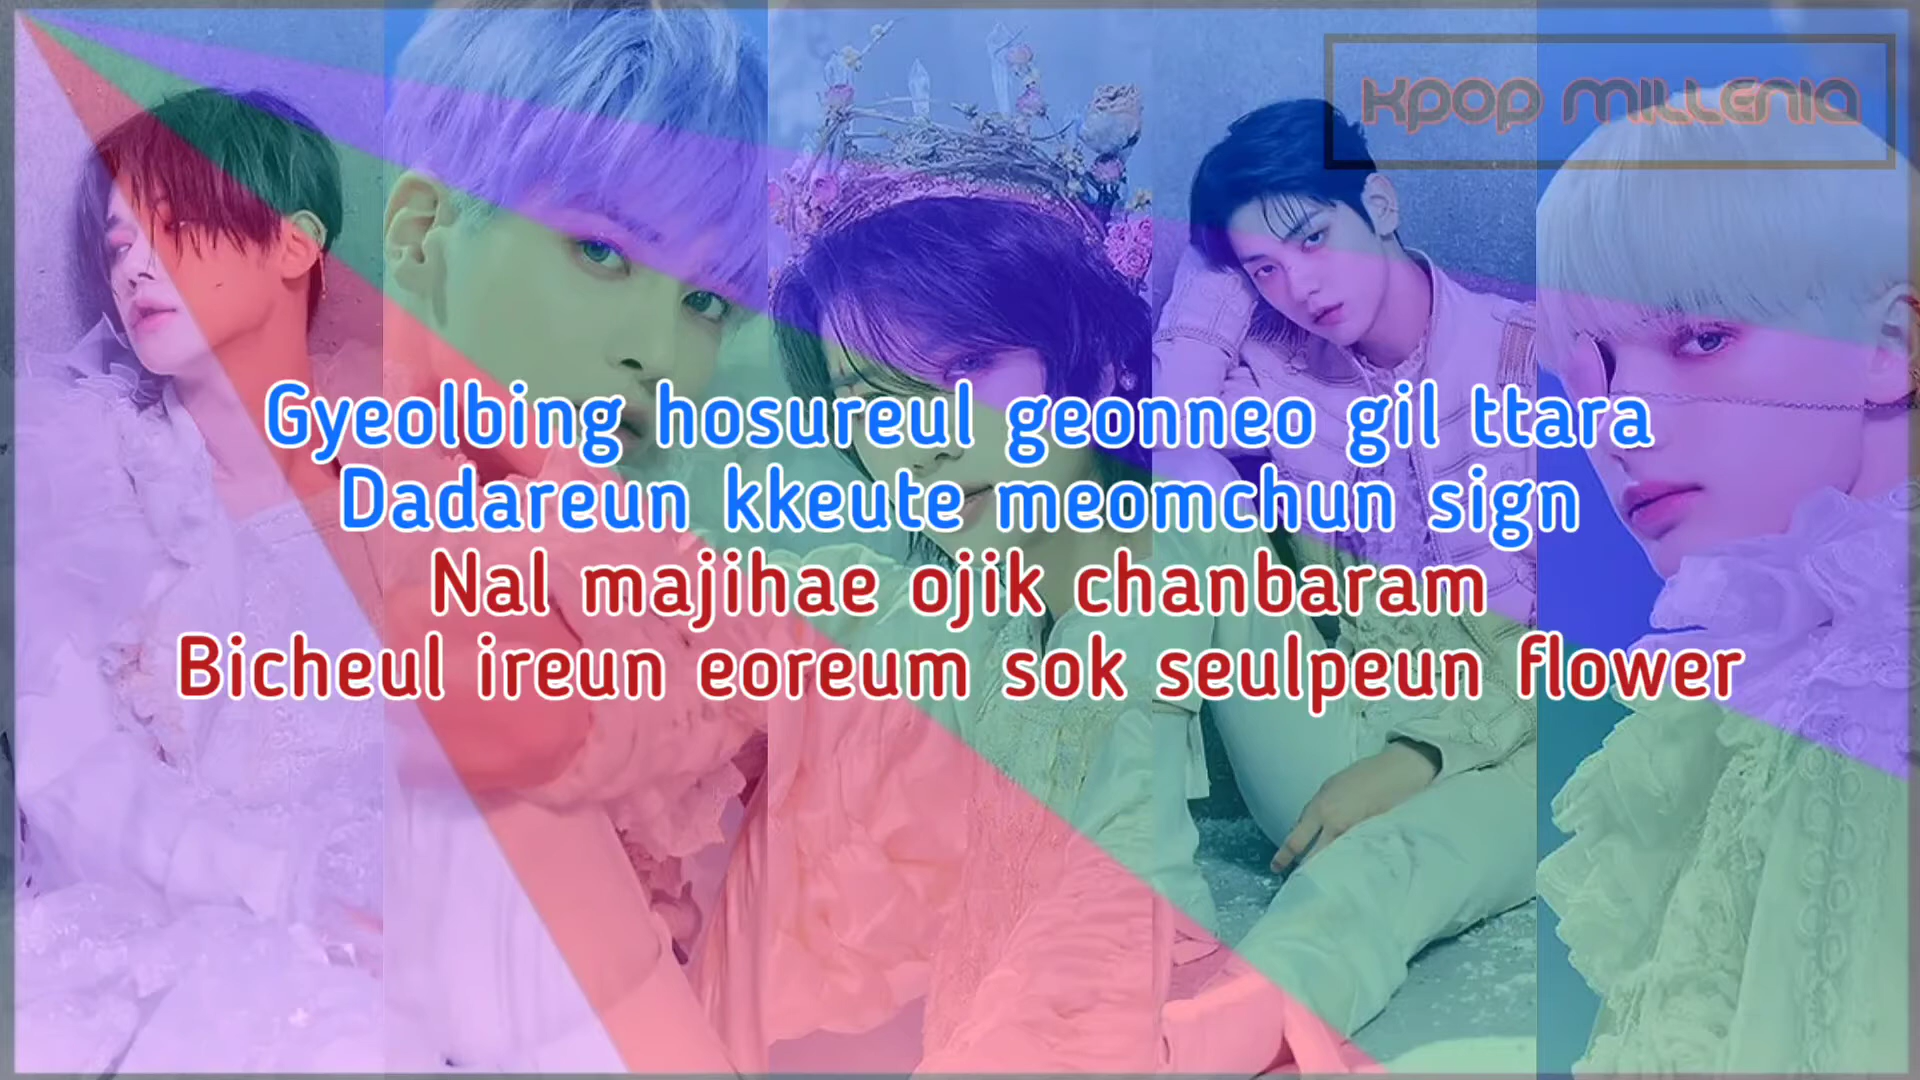 KPOP MILLENIA
Gyeolbing hosureul geonneo gil ttara
Dadareun kkeute meomchun sign
Nal majihae ojik chanbaram
Bicheul ireun eoreum sok seulpeun flower